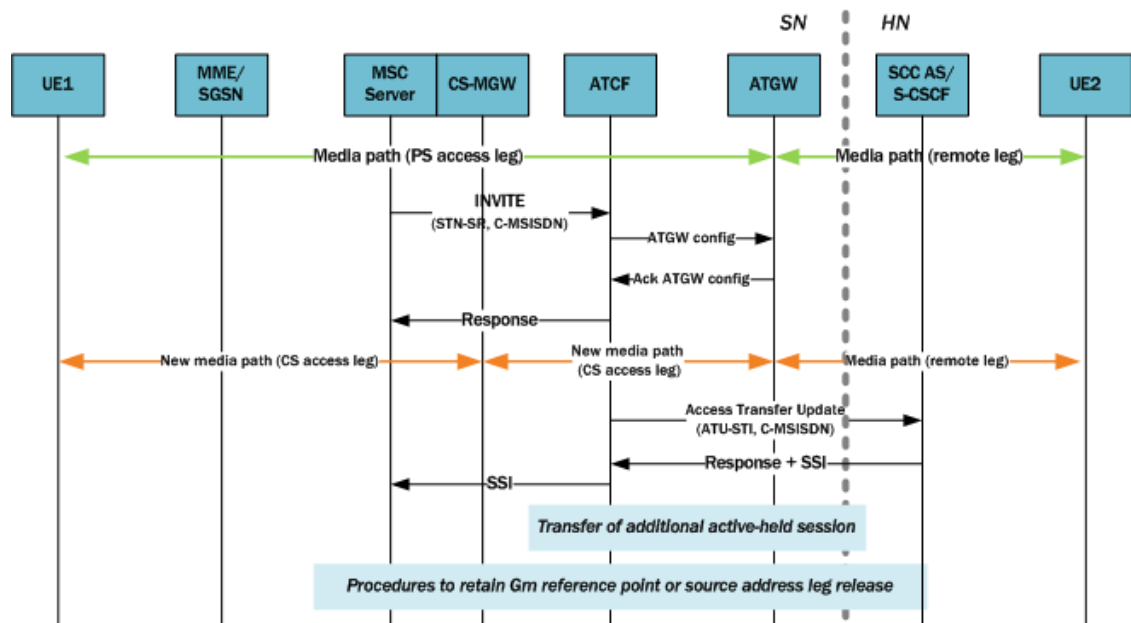 SN
HN
UE1
MME/
SGSN
MSC
Server
CS-MGW
ATCF
ATGW
SCC AS/
S-CSCF
UE2
Media path (PS access leg)
Media path (remote leg)
INVITE
(STN-SR, C-MSISDN)
ATGW config
Ack ATGW config
Response
New media path (CS access leg)
New media path
(CS access leg)
Media path (remote leg)
Access Transfer Update
(ATU-STI, C-MSISDN)
Response + SSI
SSI
Transfer of additional active-held session
Procedures to retain Gm reference point or source address leg release